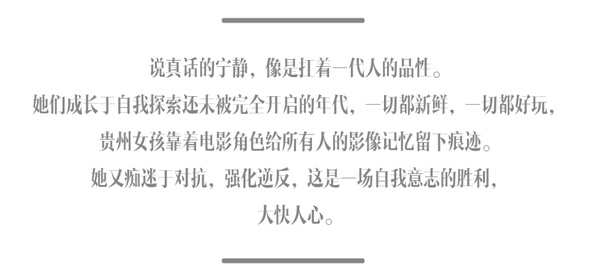 说真话的宁静，像是扛着一代人的品性。
她们成长于自我探索还未被完全开启的年代，一切都新鲜，一切都好玩，
贵州女孩靠着电影角色给所有人的影像记忆留下痕迹。
她又痴迷于对抗，强化逆反，这是一场自我意志的胜利，
大快人心。